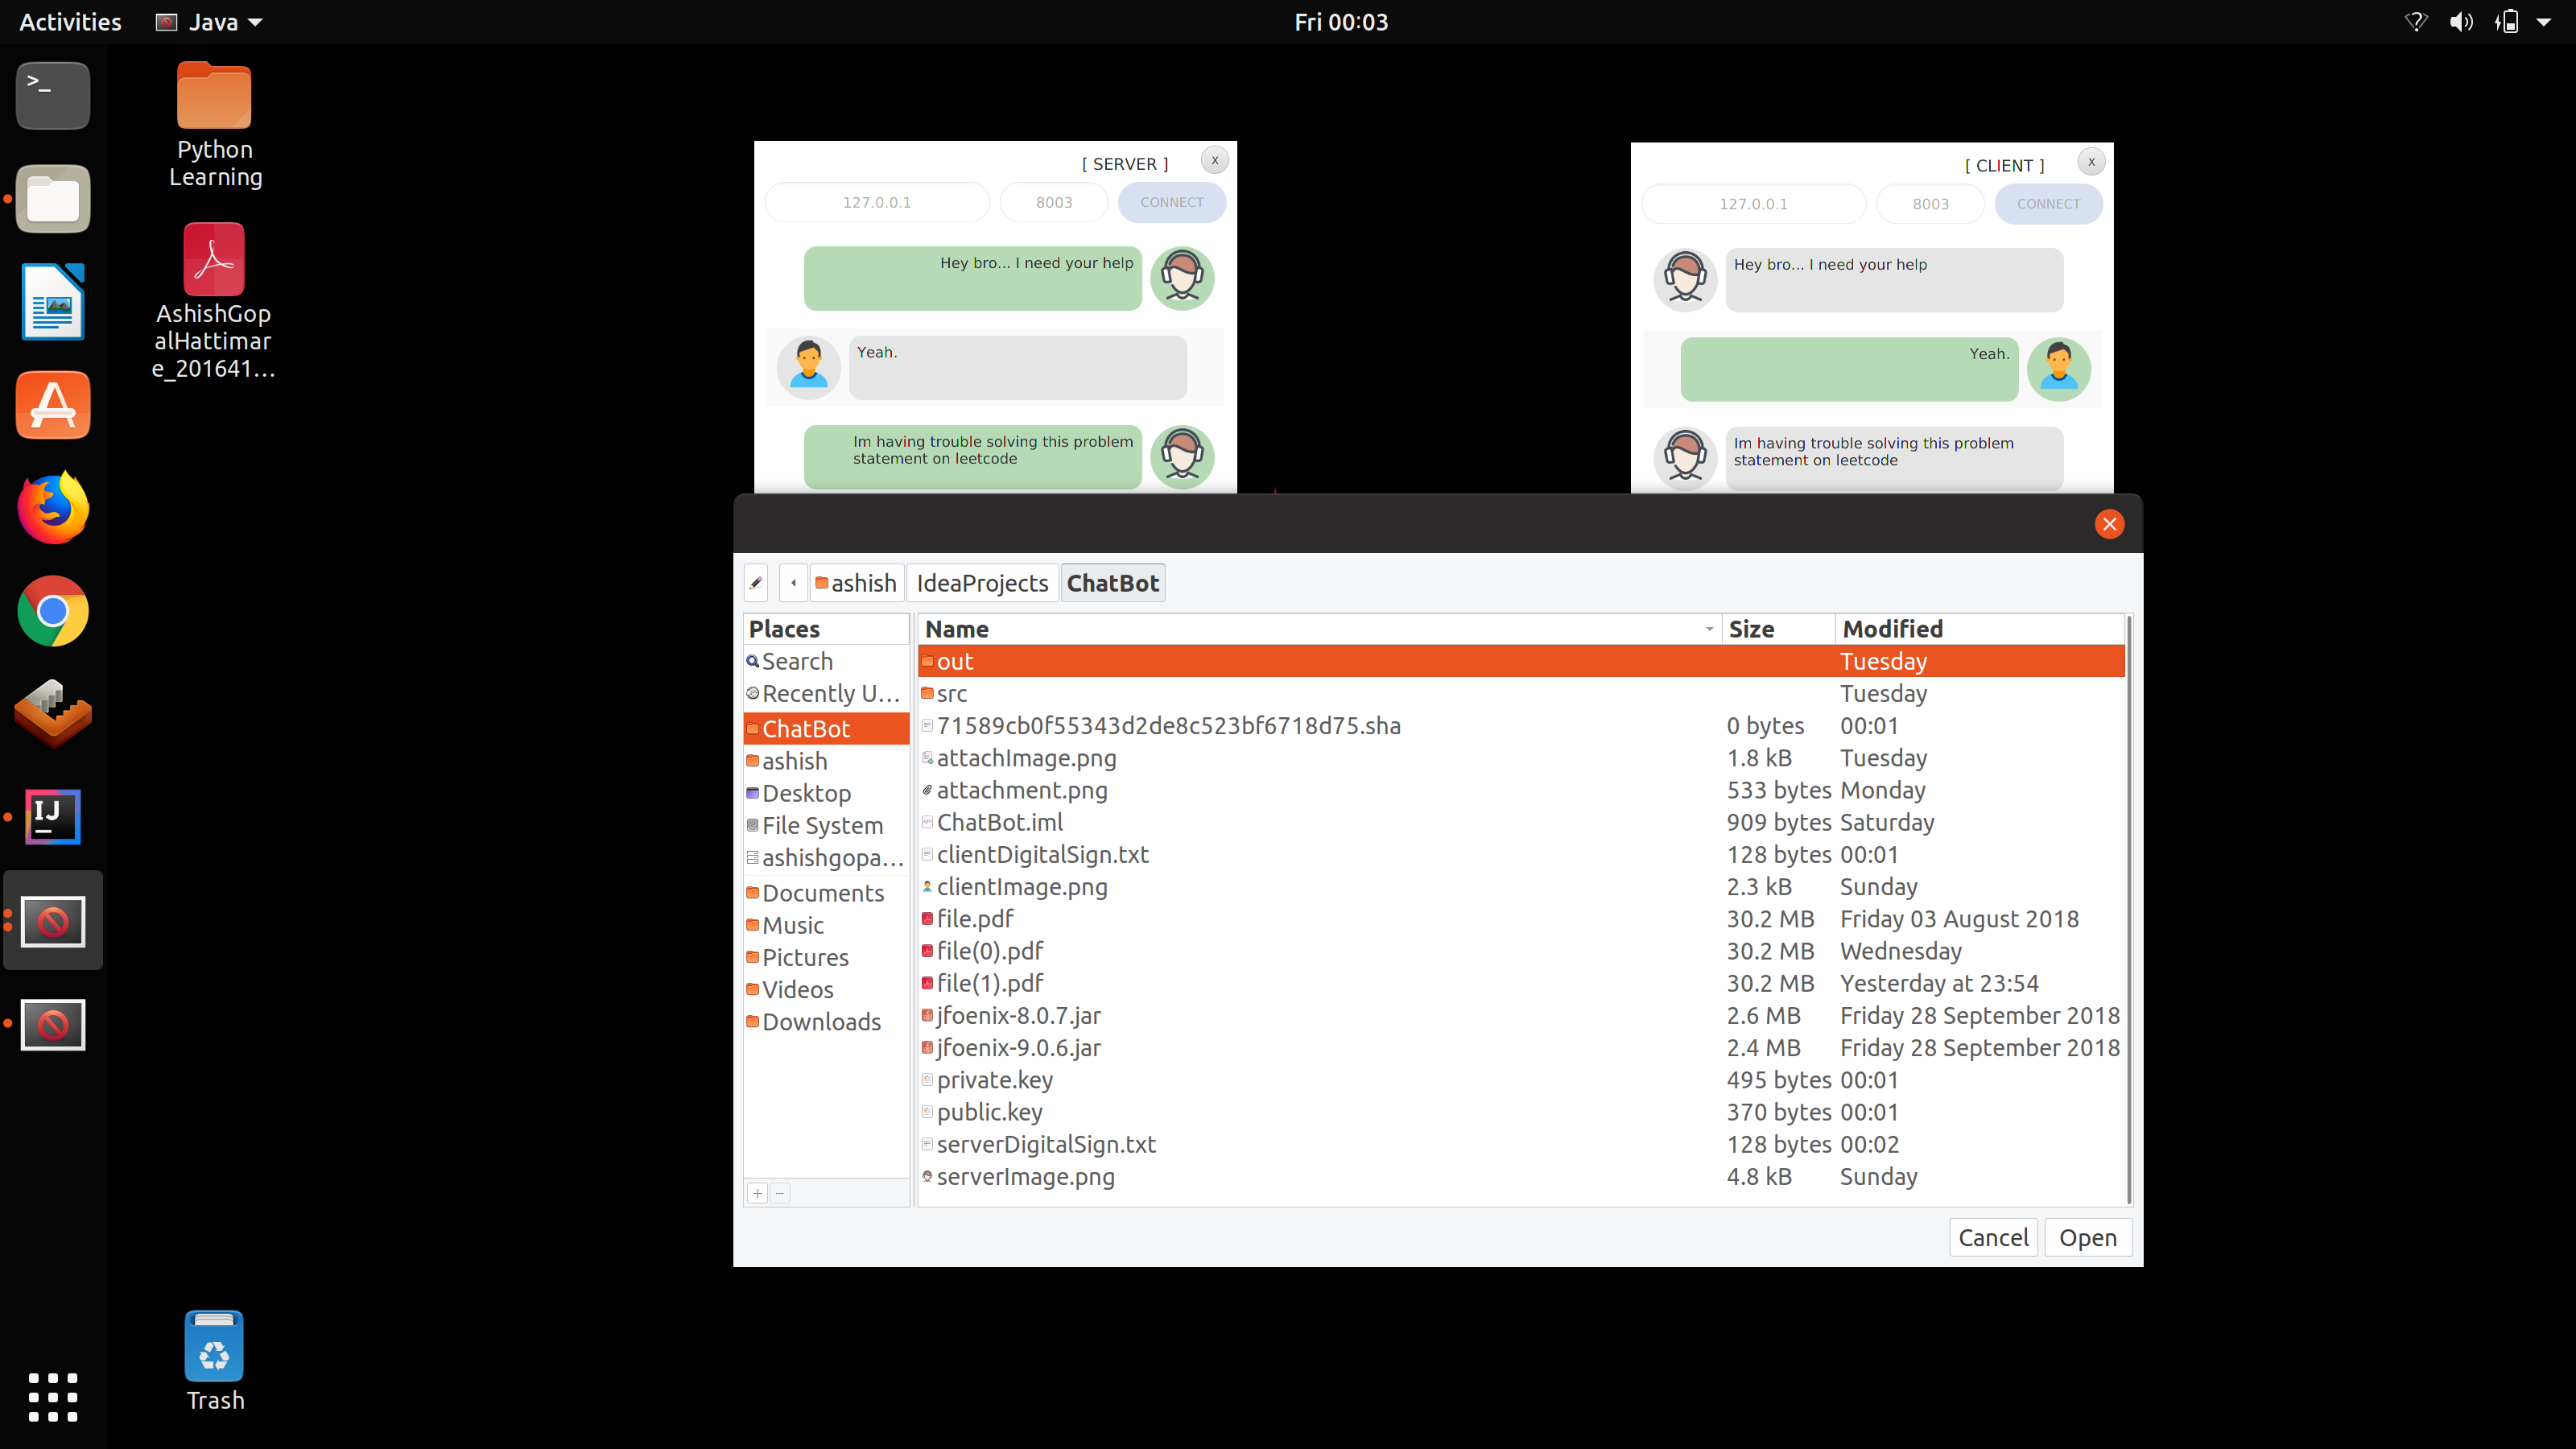 Activities
Java
Fri 00:03
>_
Python
Learning
AshishGop
alHattimar
e_201641...
IJ
Trash
[ SERVER ]
X
127.0.0.1
8003
CONNECT
Hey bro... I need your help
Yeah.
Im having trouble solving this problem
statement on leetcode
[ CLIENT ]
X
127.0.0.1
8003
CONNECT
Hey bro... I need your help
Yeah.
Im having trouble solving this problem
statement on leetcode
ashish
IdeaProjects
ChatBot
Places
Search
Recently U...
ChatBot
ashish
Desktop
File System
ashishgopa...
Documents
Music
Pictures
Videos
Downloads
Name Size Modified
out Tuesday
src Tuesday
71589cb0f55343d2de8c523bf6718d75.sha 0 bytes 00:01
attachImage.png 1.8 kB Tuesday
attachment.png 533 bytes Monday
ChatBot.iml 909 bytes Saturday
clientDigitalSign.txt 128 bytes 00:01
clientImage.png 2.3 kB Sunday
file.pdf 30.2 MB Friday 03 August 2018
file(0).pdf 30.2 MB Wednesday
file(1).pdf 30.2 MB Yesterday at 23:54
jfoenix-8.0.7.jar 2.6 MB Friday 28 September 2018
jfoenix-9.0.6.jar 2.4 MB Friday 28 September 2018
private.key 495 bytes 00:01
public.key 370 bytes 00:01
serverDigitalSign.txt 128 bytes 00:02
serverImage.png 4.8 kB Sunday
Cancel
Open